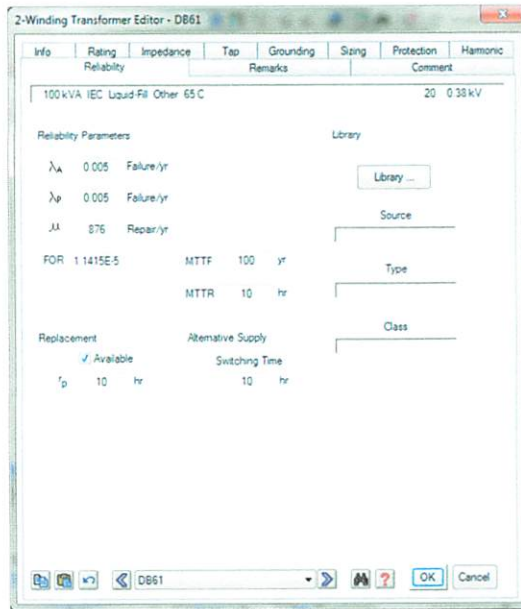 2-Winding Transformer Editor - DB61
Info Rating Impedance Tap Grounding Sizing Protection Harmonic
Reliability Remarks Comment
100 kVA IEC Liquid-Fill Other 65 C 20 0.38 kV
Reliability Parameters Library
λA 0.005 Failure/yr
Library ...
λP 0.005 Failure/yr
Source
μ 876 Repair/yr
FOR 1.1415E-5 MTTF 100 yr
Type
MTTR 10 hr
Class
Replacement Alternative Supply
Available Switching Time
rp 10 hr 10 hr
DB61 OK Cancel